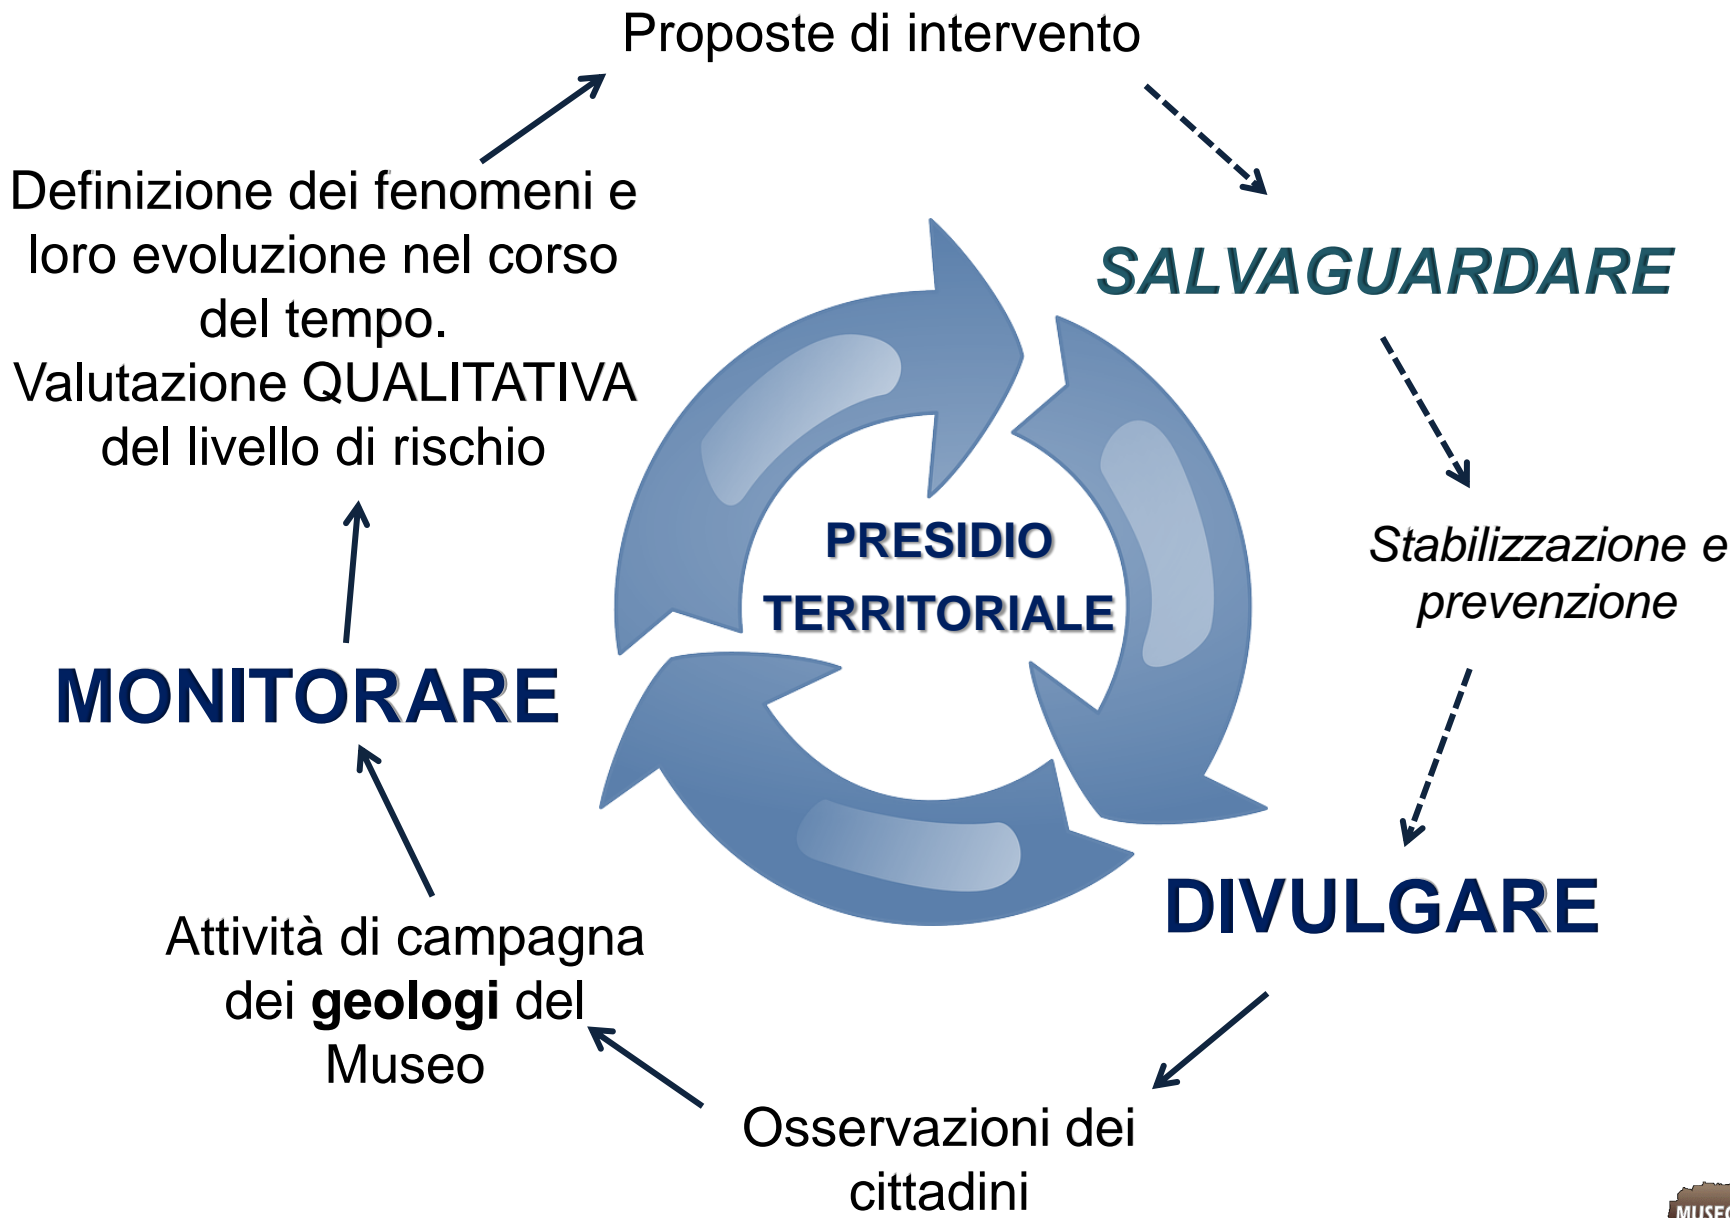 Proposte di intervento
Definizione dei fenomeni e
loro evoluzione nel corso
del tempo.
Valutazione QUALITATIVA
del livello di rischio
SALVAGUARDARE
PRESIDIO
TERRITORIALE
Stabilizzazione e
prevenzione
MONITORARE
DIVULGARE
Attività di campagna
dei geologi del
Museo
Osservazioni dei
cittadini
MUSEO